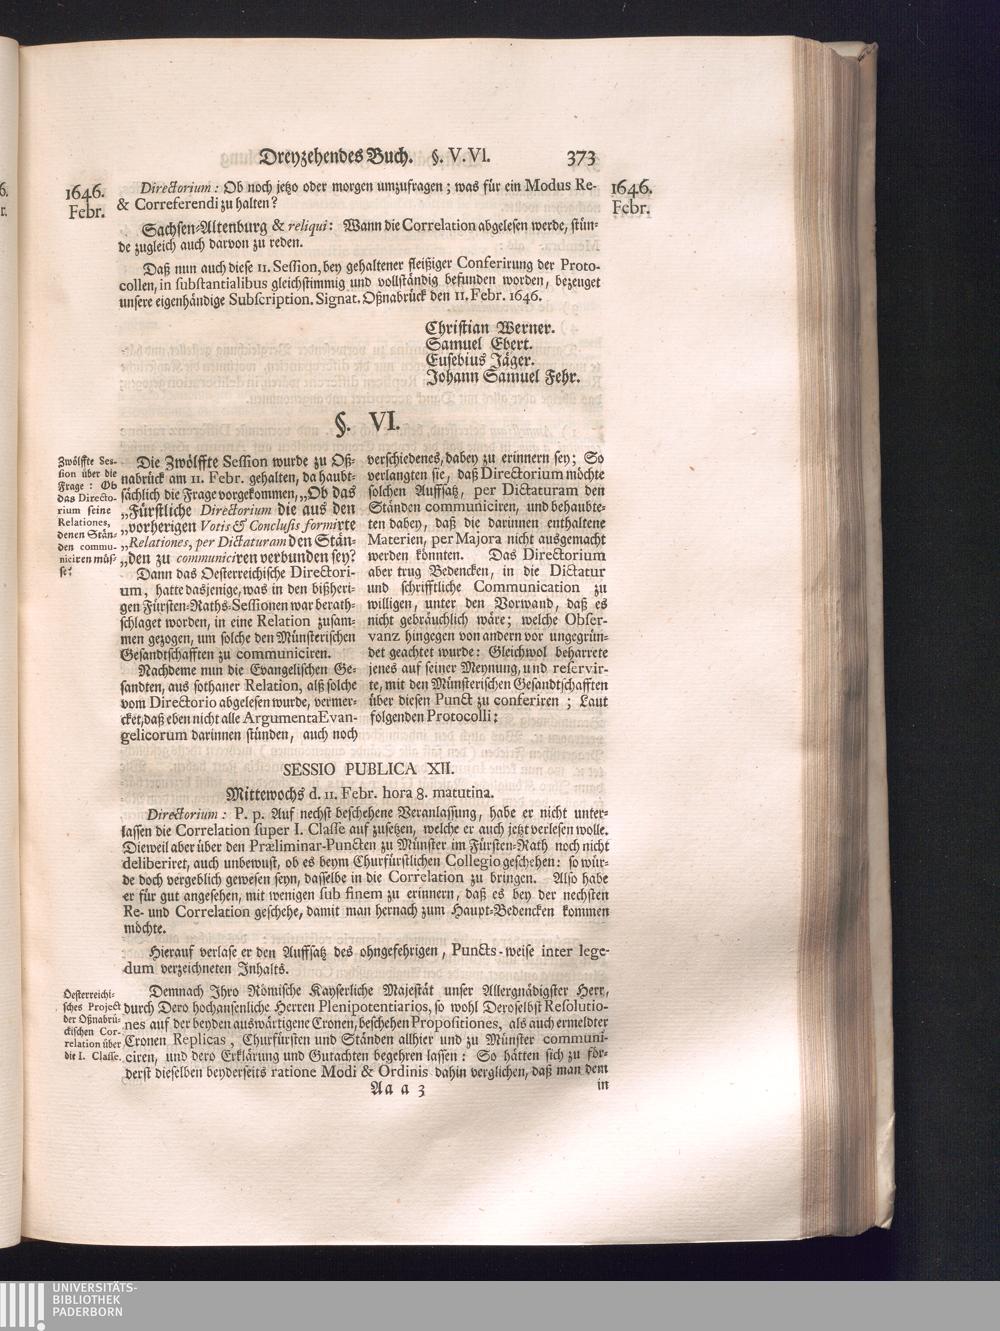 Dreyzehendes Buch. §. V. VI. 373
1646.
Febr.
1646.
Febr.
Directorium: Ob noch jetzo oder morgen umzufragen; was für ein Modus Re-
& Correferendi zu halten?
Sachsen-Altenburg & reliqui: Wann die Correlation abgelesen werde, stün-
de zugleich auch darvon zu reden.
Daß nun auch diese 11. Session, bey gehaltener fleißiger Conferirung der Proto-
collen, in substantialibus gleichstimmig und vollständig befunden worden, bezeuget
unsere eigenhändige Subscription. Signat. Oßnabrück den 11. Febr. 1646.
Christian Werner.
Samuel Ebert.
Eusebius Jäger.
Johann Samuel Fehr.
§. VI.
Zwölffte Ses-
sion über die
Frage: Ob
das Directo-
rium seine
Relationes,
denen Stän-
den commu-
niciren müs-
se?
Die Zwölffte Session wurde zu Oß-
nabrück am 11. Febr. gehalten, da haubt-
sächlich die Frage vorgekommen, „Ob das
„Fürstliche Directorium die aus den
„vorherigen Votis & Conclusis formirte
„Relationes, per Dictaturam den Stän-
„den zu communiciren verbunden sey?
Dann das Oesterreichische Directori-
um, hatte dasjenige, was in den bißheri-
gen Fürsten-Raths-Sessionen war berath-
schlaget worden, in eine Relation zusam-
men gezogen, um solche den Münsterischen
Gesandtschafften zu communiciren.
Nachdeme nun die Evangelischen Ge-
sandten, aus sothaner Relation, alß solche
vom Directorio abgelesen wurde, vermer-
cket, daß eben nicht alle Argumenta Evan-
gelicorum darinnen stünden, auch noch
verschiedenes, dabey zu erinnern sey; So
verlangten sie, daß Directorium möchte
solchen Auffsatz, per Dictaturam den
Ständen communiciren, und behaubte-
ten dabey, daß die darinnen enthaltene
Materien, per Majora nicht ausgemacht
werden könnten. Das Directorium
aber trug Bedencken, in die Dictatur
und schrifftliche Communication zu
willigen, unter den Vorwand, daß es
nicht gebräuchlich wäre; welche Obser-
vanz hingegen von andern vor ungegrün-
det geachtet wurde: Gleichwol beharrete
jenes auf seiner Meynung, und reservir-
te, mit den Münsterischen Gesandtschafften
über diesen Punct zu conferiren; Laut
folgenden Protocolli:
SESSIO PUBLICA XII.
Mittewochs d. 11. Febr. hora 8. matutina.
Directorium: P. p. Auf nechst beschehene Veranlassung, habe er nicht unter-
lassen die Correlation super I. Classe auf zusetzen, welche er auch jetzt verlesen wolle.
Dieweil aber über den Præliminar-Puncten zu Münster im Fürsten-Rath noch nicht
deliberiret, auch unbewust, ob es beym Churfürstlichen Collegio geschehen: so wür-
de doch vergeblich gewesen seyn, dasselbe in die Correlation zu bringen. Also habe
er für gut angesehen, mit wenigen sub finem zu erinnern, daß es bey der nechsten
Re- und Correlation geschehe, damit man hernach zum Haupt-Bedencken kommen
möchte.
Hierauf verlase er den Auffsatz des ohngefehrigen, Puncts-weise inter lege-
dum verzeichneten Inhalts.
Oesterreichi-
sches Project
der Oßnabrü-
ckischen Cor-
relation über
die I. Classe.
Demnach Ihro Römische Kayserliche Majestät unser Allergnädigster Herr,
durch Dero hochansenliche Herren Plenipotentiarios, so wohl Deroselbst Resolutio-
nes auf der beyden auswärtigene Cronen, beschehen Propositiones, als auch ermeldter
Cronen Replicas, Churfürsten und Ständen allhier und zu Münster communi-
ciren, und dero Erklärung und Gutachten begehren lassen: So hätten sich zu för-
derst dieselben beyderseits ratione Modi & Ordinis dahin verglichen, daß man dem
Aa a 3
in
UNIVERSITÄTS-
BIBLIOTHEK
PADERBORN